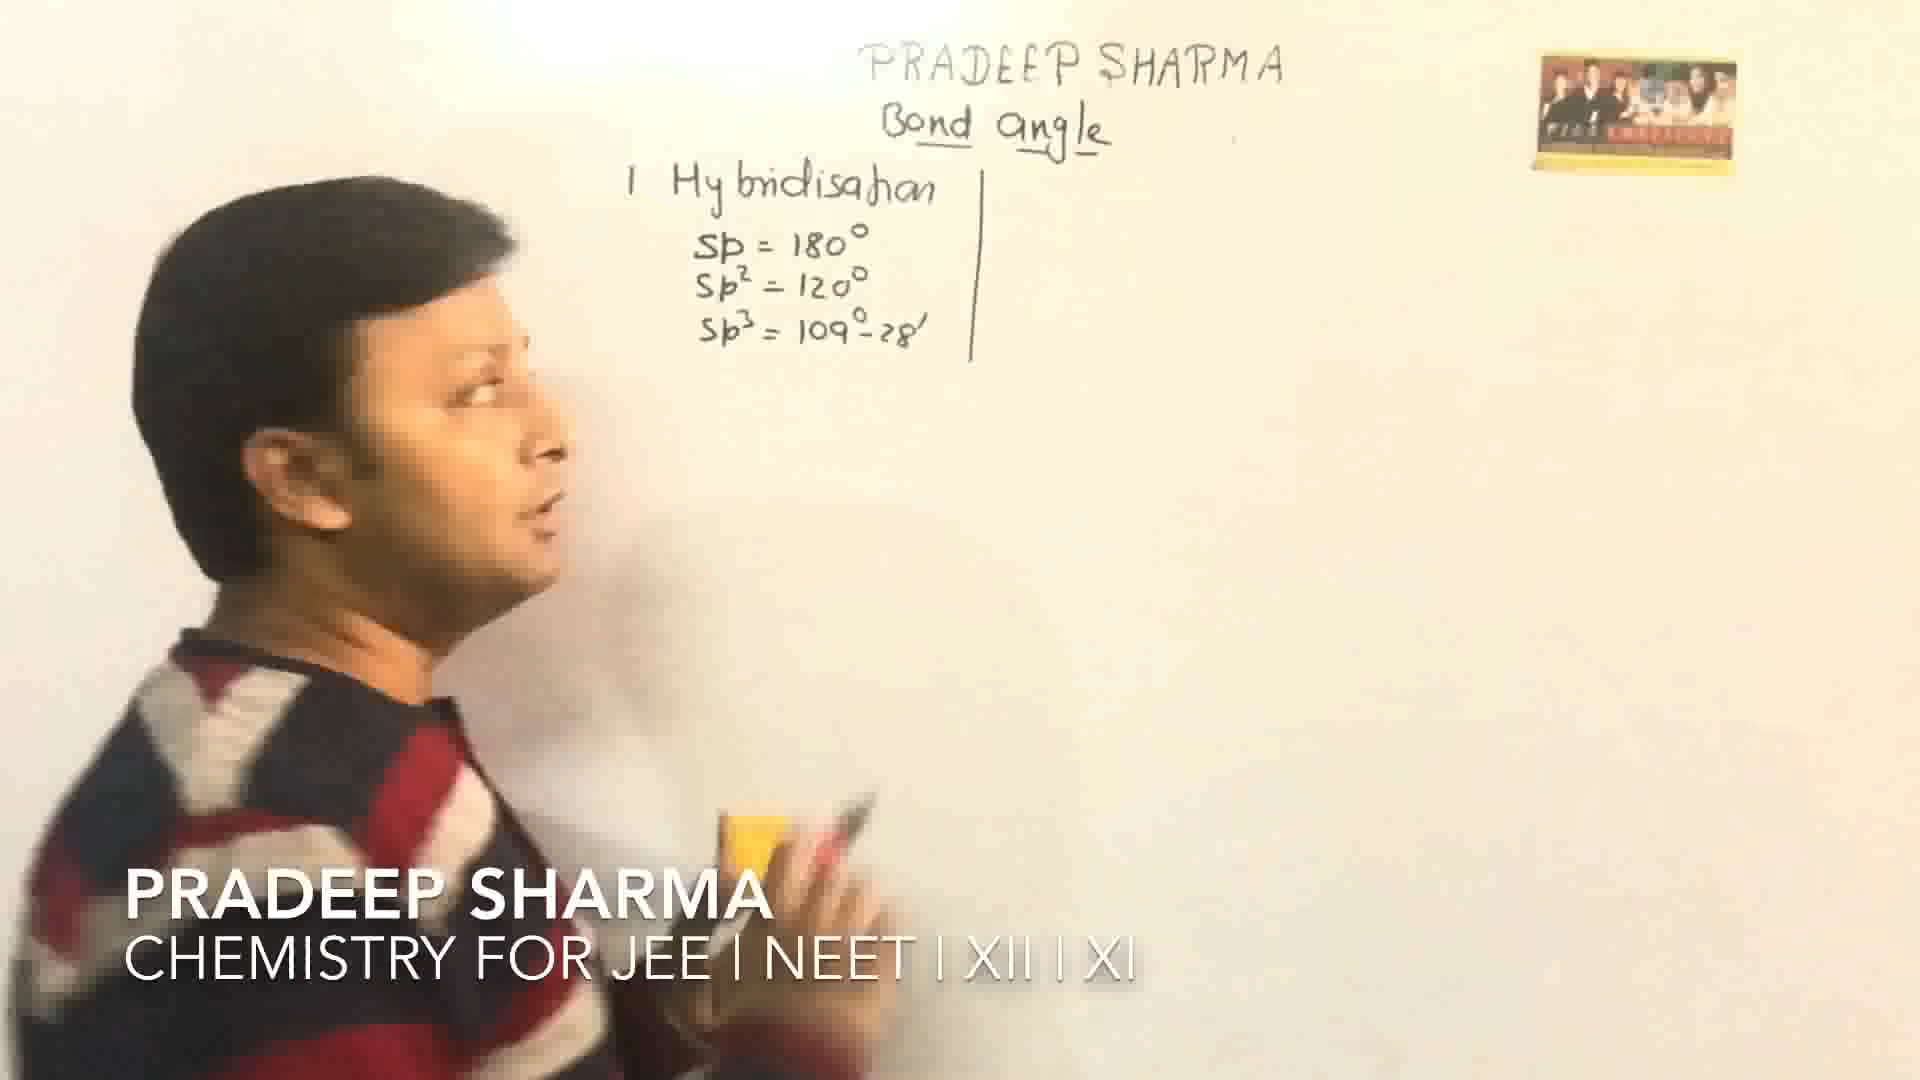 PRADEEP SHARMA
Bond angle
1 Hybridisation
sp = 180°
sp² = 120°
sp³ = 109°-28'
PRADEEP SHARMA
CHEMISTRY FOR JEE | NEET | XII | XI